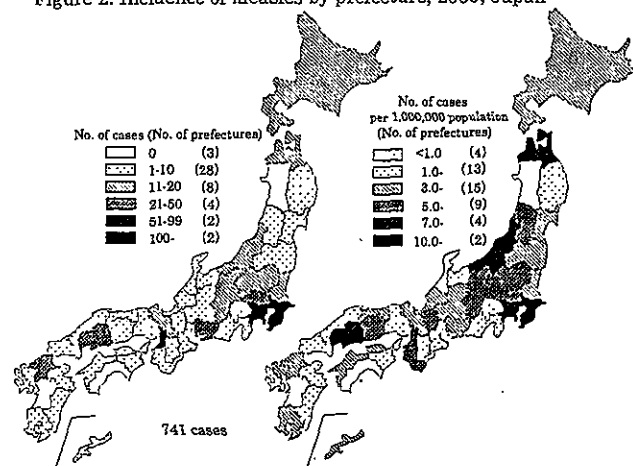 Figure 2. Incidence of measles by prefecture, 2009, Japan
No. of cases (No. of prefectures)
0 (3)
1-10 (28)
11-20 (8)
21-50 (4)
51-99 (2)
100- (2)
741 cases
No. of cases
per 1,000,000 population
(No. of prefectures)
<1.0 (4)
1.0- (13)
3.0- (15)
5.0- (9)
7.0- (4)
10.0- (2)